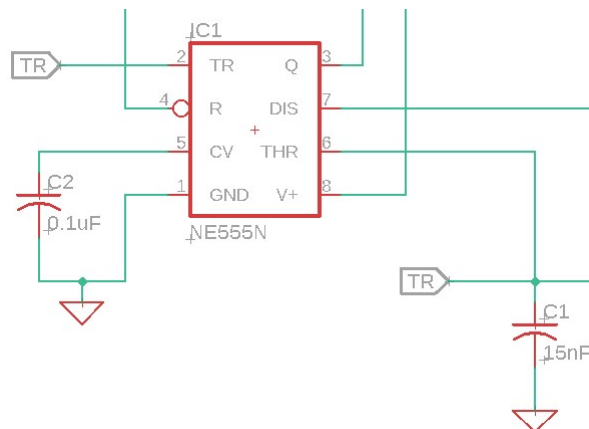 IC1
TR
2 TR Q 3
4 R DIS 7
5 CV THR 6
1 GND V+ 8
C2
0.1uF
NE555N
TR
C1
15nF